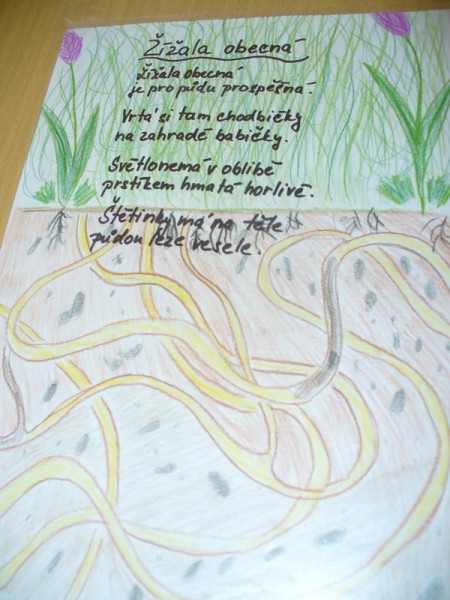 Žížala obecná
Žížala obecná
je pro půdu prospěšná.
Vrtá si tam chodbičky
na zahradě babičky.
Světlo nemá v oblibě
prstíkem hmatá horlivě.
Štětinky má na těle
půdou leze vesele.